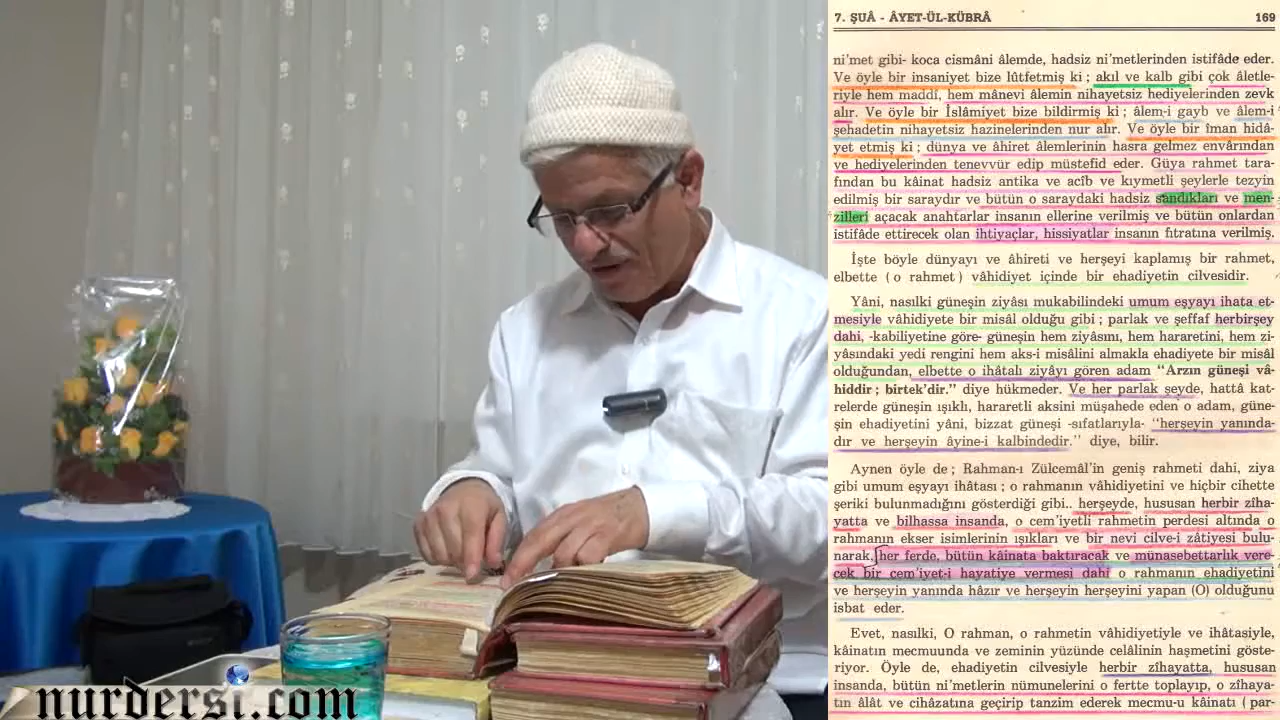 7. ŞUÂ - ÂYET-ÜL-KÜBRÂ 169
ni'met gibi- koca cismâni âlemde, hadsiz ni'metlerinden istifâde eder.
Ve öyle bir insaniyet bize lûtfetmiş ki ; akıl ve kalb gibi çok âletle-
riyle hem maddî, hem mânevi âlemin nihayetsiz hediyelerinden zevk
alır. Ve öyle bir İslâmiyet bize bildirmiş ki ; âlem-i gayb ve âlem-i
şehadetin nihayetsiz hazinelerinden nur alır. Ve öyle bir îman hidâ-
yet etmiş ki ; dünya ve âhiret âlemlerinin hasra gelmez envârından
ve hediyelerinden tenevvür edip müstefid eder. Güya rahmet tara-
fından bu kâinat hadsiz antika ve acîb ve kıymetli şeylerle tezyin
edilmiş bir saraydır ve bütün o saraydaki hadsiz sandıkları ve men-
zilleri açacak anahtarlar insanın ellerine verilmiş ve bütün onlardan
istifâde ettirecek olan ihtiyaçlar, hissiyatlar insanın fıtratına verilmiş.
İşte böyle dünyayı ve âhireti ve herşeyi kaplamış bir rahmet,
elbette ( o rahmet ) vâhidiyet içinde bir ehadiyetin cilvesidir.
Yâni, nasılki güneşin ziyâsı mukabilindeki umum eşyayı ihata et-
mesiyle vâhidiyete bir misâl olduğu gibi ; parlak ve şeffaf herbirşey
dahi, -kabiliyetine göre- güneşin hem ziyâsını, hem hararetini, hem zi-
yâsındaki yedi rengini hem aks-i misâlini almakla ehadiyete bir misâl
olduğundan, elbette o ihâtalı ziyâyı gören adam "Arzın güneşi vâ-
hiddir ; birtek'dir." diye hükmeder. Ve her parlak şeyde, hattâ kat-
relerde güneşin ışıklı, hararetli aksini müşahede eden o adam, güne-
şin ehadiyetini yâni, bizzat güneşi -sıfatlarıyla- "herşeyin yanında-
dır ve herşeyin âyine-i kalbindedir." diye, bilir.
Aynen öyle de ; Rahman-ı Zülcemâl'in geniş rahmeti dahi, ziya
gibi umum eşyayı ihâtası ; o rahmanın vâhidiyetini ve hiçbir cihette
şeriki bulunmadığını gösterdiği gibi.. herşeyde, hususan herbir zîha-
yatta ve bilhassa insanda, o cem'iyetli rahmetin perdesi altında o
rahmanın ekser isimlerinin ışıkları ve bir nevi cilve-i zâtiyesi bulu-
narak, her ferde, bütün kâinata baktıracak ve münasebettarlık vere-
cek bir cem'iyet-i hayatiye vermesi dahi o rahmanın ehadiyetini
ve herşeyin yanında hâzır ve herşeyin herşeyini yapan (O) olduğunu
isbat eder.
Evet, nasılki, O rahman, o rahmetin vâhidiyetiyle ve ihâtasiyle,
kâinatın mecmuunda ve zeminin yüzünde celâlinin haşmetini göste-
riyor. Öyle de, ehadiyetin cilvesiyle herbir zîhayatta, hususan
insanda, bütün ni'metlerin nümunelerini o fertte toplayıp, o zîhaya-
tın âlât ve cihâzatına geçirip tanzim ederek mecmu-u kâinatı ( par-
nurdersi.com